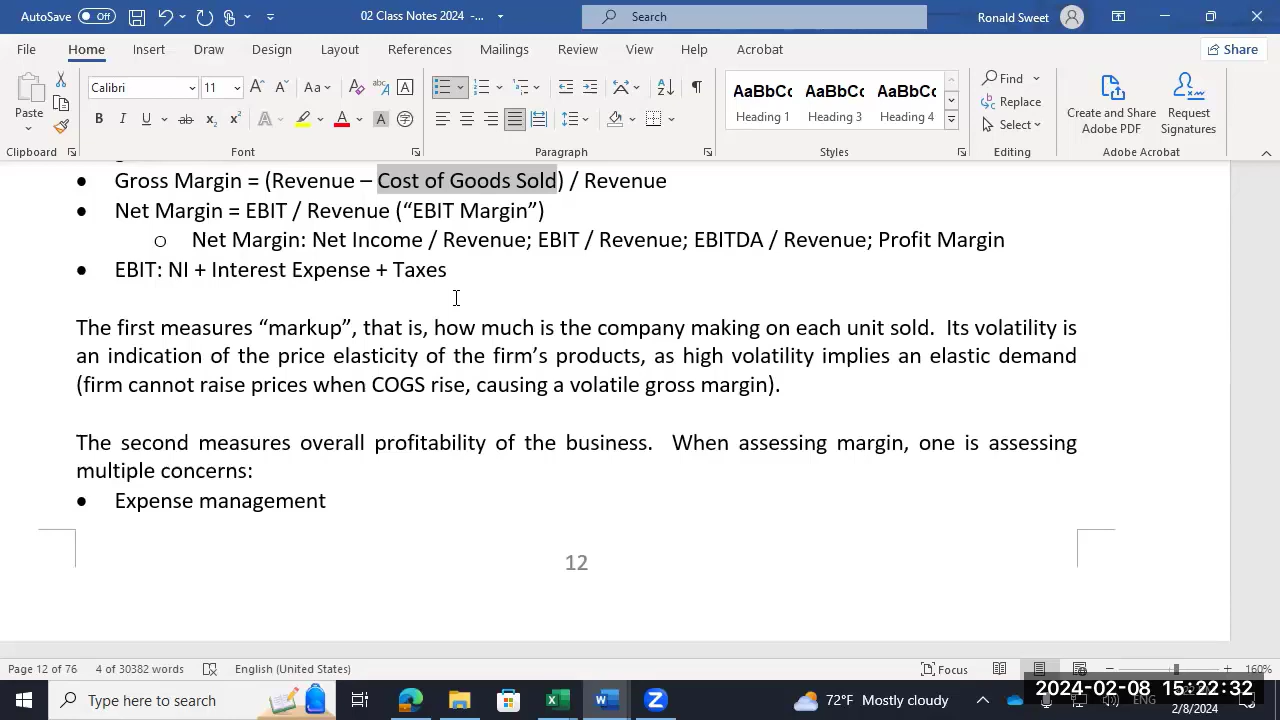 AutoSave Off 02 Class Notes 2024 -... Search Ronald Sweet
File Home Insert Draw Design Layout References Mailings Review View Help Acrobat Share
Calibri 11 Aa AaBbCc AaBbCc AaBbCc Find
Paste Heading 1 Heading 3 Heading 4 Replace Create and Share Request
B I U ab x₂ x² A A A Select Adobe PDF Signatures
Clipboard Font Paragraph Styles Editing Adobe Acrobat
• Gross Margin = (Revenue – Cost of Goods Sold) / Revenue
• Net Margin = EBIT / Revenue (“EBIT Margin”)
o Net Margin: Net Income / Revenue; EBIT / Revenue; EBITDA / Revenue; Profit Margin
• EBIT: NI + Interest Expense + Taxes
The first measures “markup”, that is, how much is the company making on each unit sold. Its volatility is
an indication of the price elasticity of the firm’s products, as high volatility implies an elastic demand
(firm cannot raise prices when COGS rise, causing a volatile gross margin).
The second measures overall profitability of the business. When assessing margin, one is assessing
multiple concerns:
• Expense management
12
Page 12 of 76 4 of 30382 words English (United States) Focus 160%
Type here to search 72°F Mostly cloudy ENG 2024-02-08 15:22:32
2/8/2024